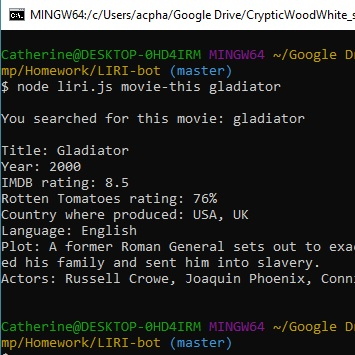 MINGW64:/c/Users/acpha/Google Drive/CrypticWoodWhite_s
Catherine@DESKTOP-0HD4IRM MINGW64 ~/Google D
mp/Homework/LIRI-bot (master)
$ node liri.js movie-this gladiator
You searched for this movie: gladiator
Title: Gladiator
Year: 2000
IMDB rating: 8.5
Rotten Tomatoes rating: 76%
Country where produced: USA, UK
Language: English
Plot: A former Roman General sets out to exa
ed his family and sent him into slavery.
Actors: Russell Crowe, Joaquin Phoenix, Conn
Catherine@DESKTOP-0HD4IRM MINGW64 ~/Google D
mp/Homework/LIRI-bot (master)